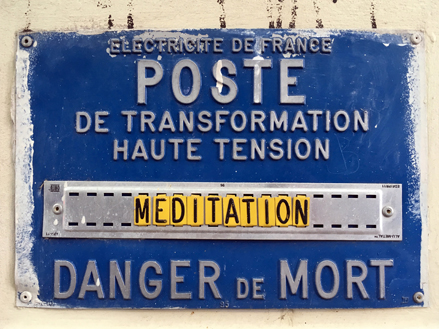 ELECTRICITE DE FRANCE
POSTE
DE TRANSFORMATION
HAUTE TENSION
MEDITATION
DANGER DE MORT